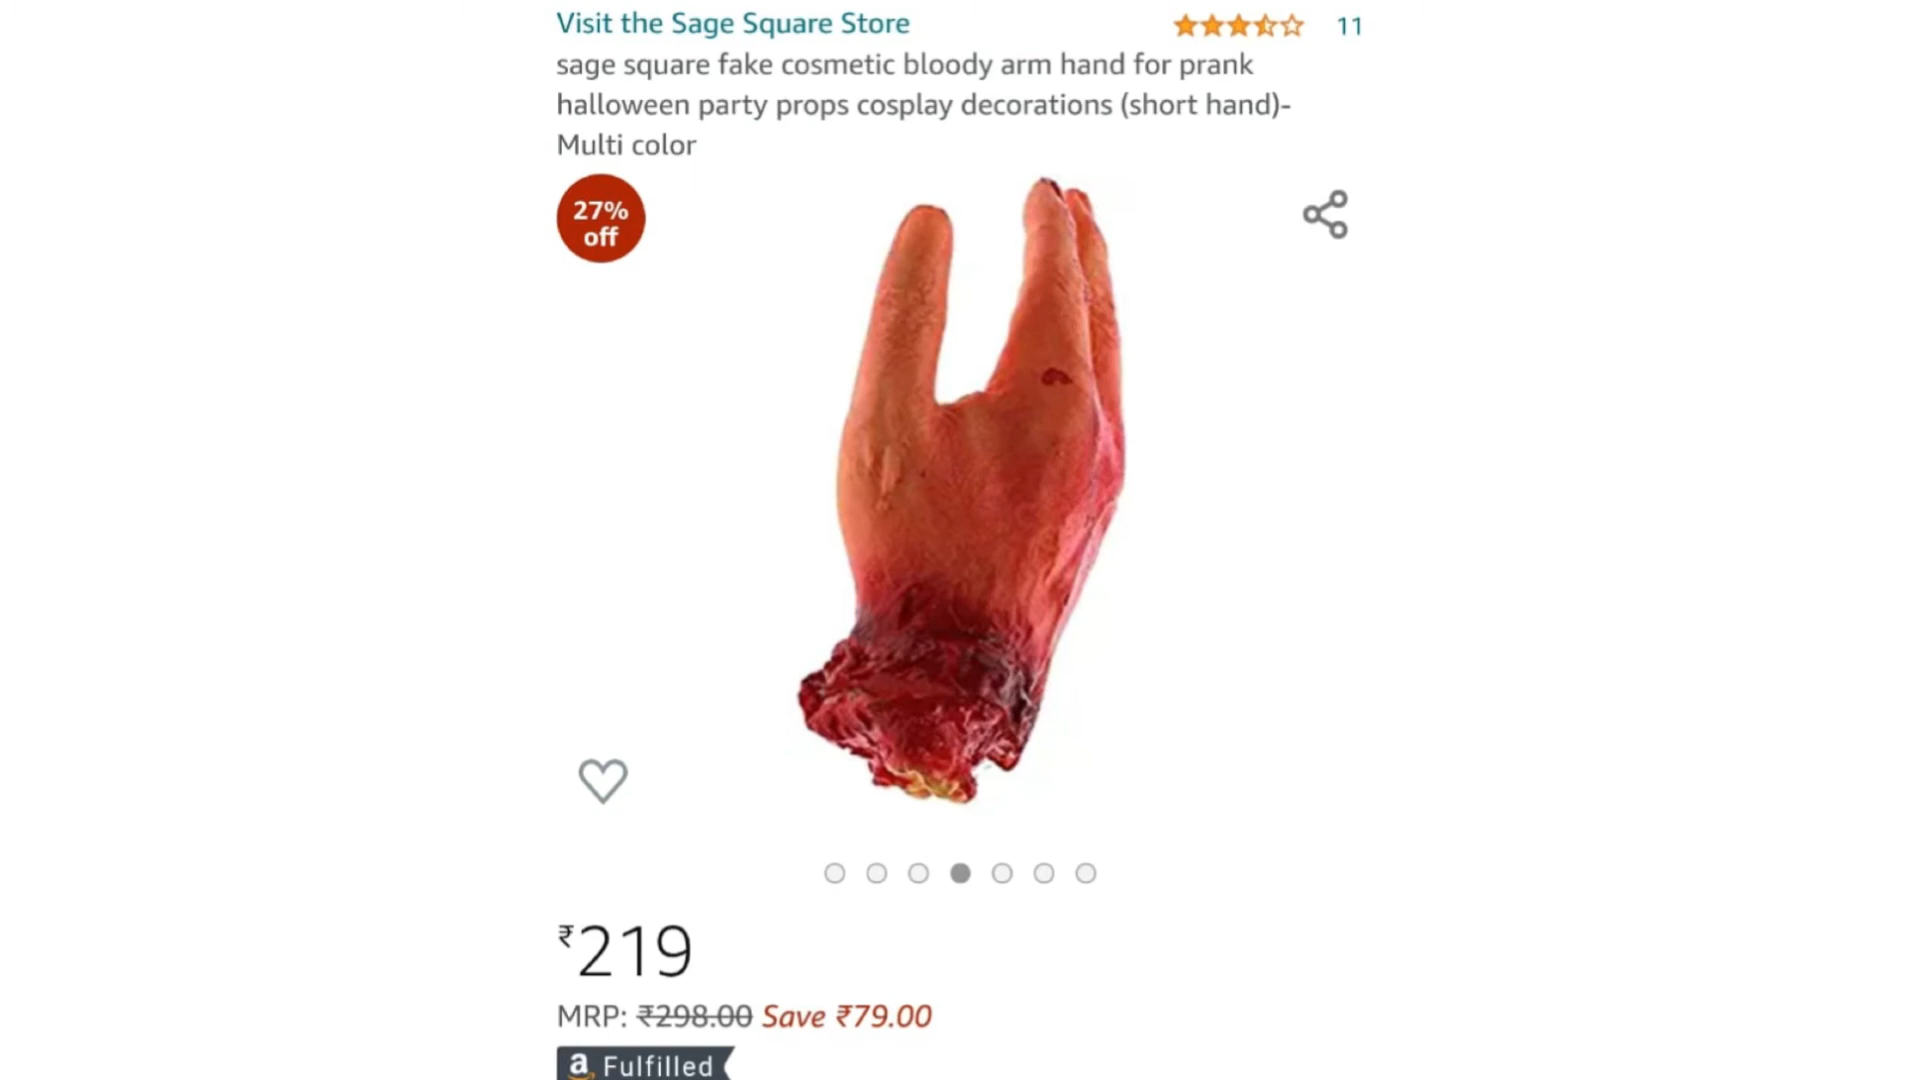 Visit the Sage Square Store 11
sage square fake cosmetic bloody arm hand for prank
halloween party props cosplay decorations (short hand)-
Multi color
27%
off
₹219
MRP: ₹298.00 Save ₹79.00
a Fulfilled